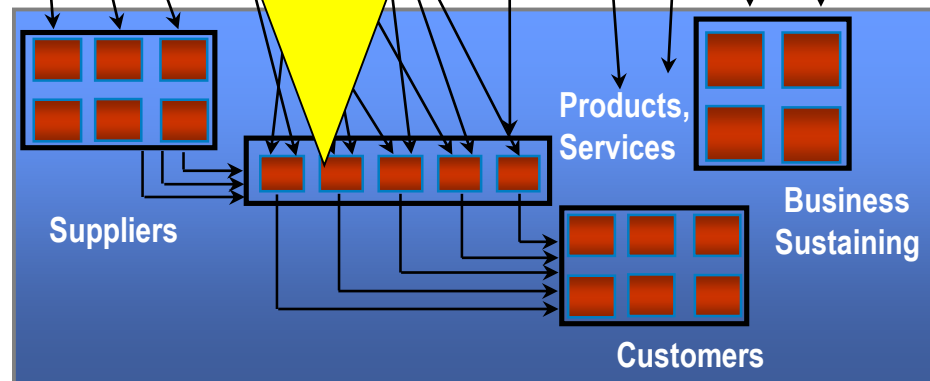 Products,
Services
Suppliers
Business
Sustaining
Customers